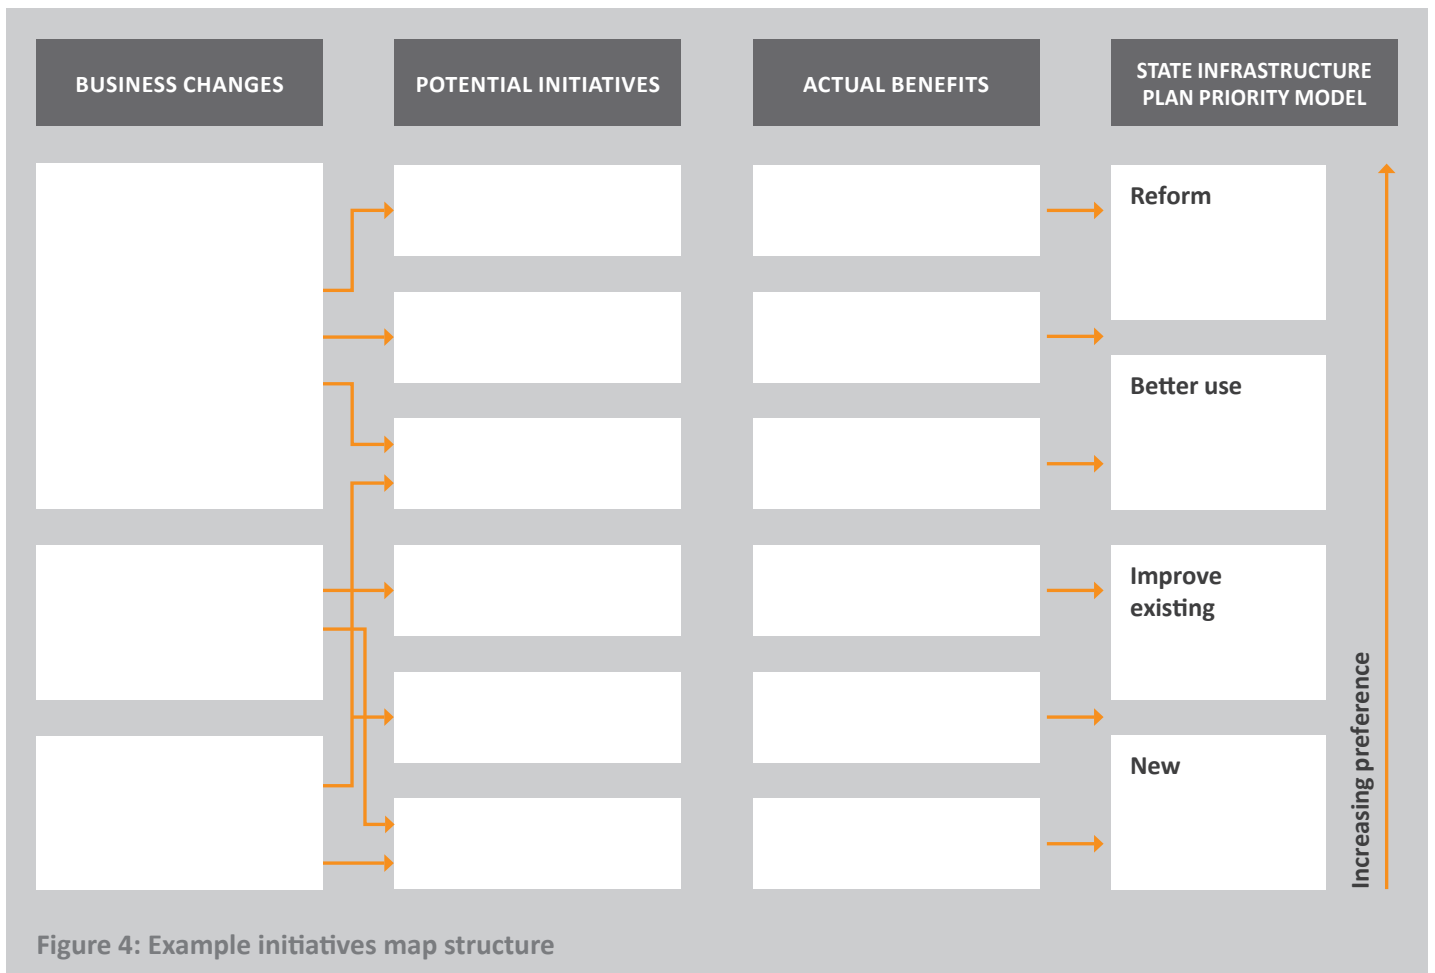 BUSINESS CHANGES
POTENTIAL INITIATIVES
ACTUAL BENEFITS
STATE INFRASTRUCTURE
PLAN PRIORITY MODEL
Reform
Better use
Improve
existing
New
Increasing preference
Figure 4: Example initiatives map structure